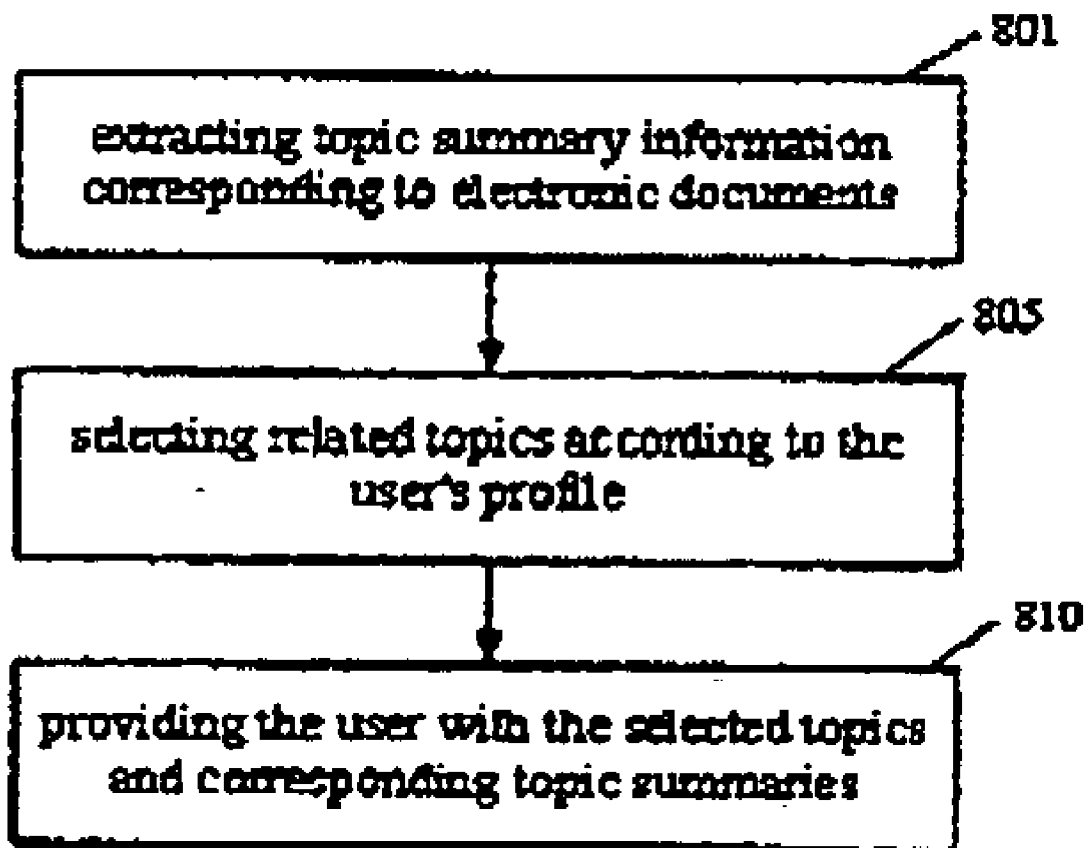 801
extracting topic summary information
corresponding to electronic documents
805
selecting related topics according to the
user's profile
810
providing the user with the selected topics
and corresponding topic summaries